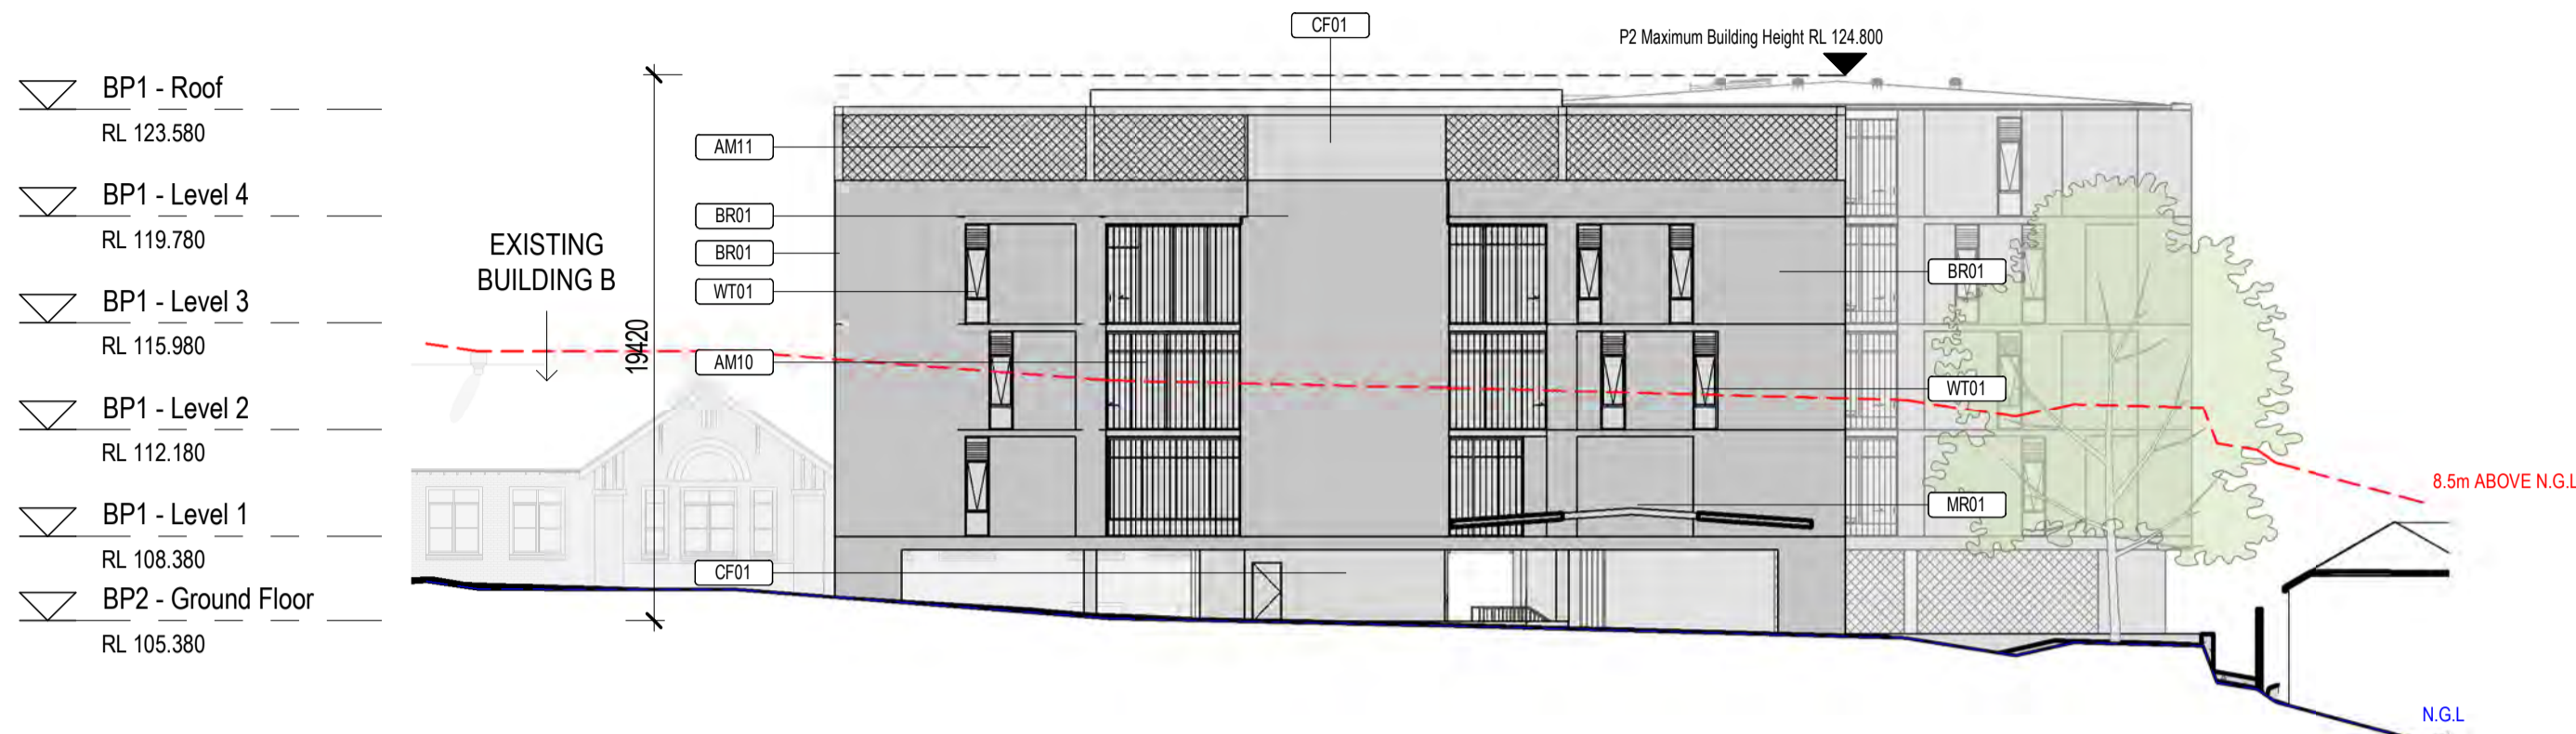 CF01
P2 Maximum Building Height RL 124.800
BP1 - Roof
RL 123.580
AM11
BP1 - Level 4
RL 119.780
BR01
EXISTING
BUILDING B
BR01
BR01
WT01
BP1 - Level 3
RL 115.980
19420
AM10
WT01
BP1 - Level 2
RL 112.180
8.5m ABOVE N.G.L
MR01
BP1 - Level 1
RL 108.380
CF01
BP2 - Ground Floor
RL 105.380
N.G.L